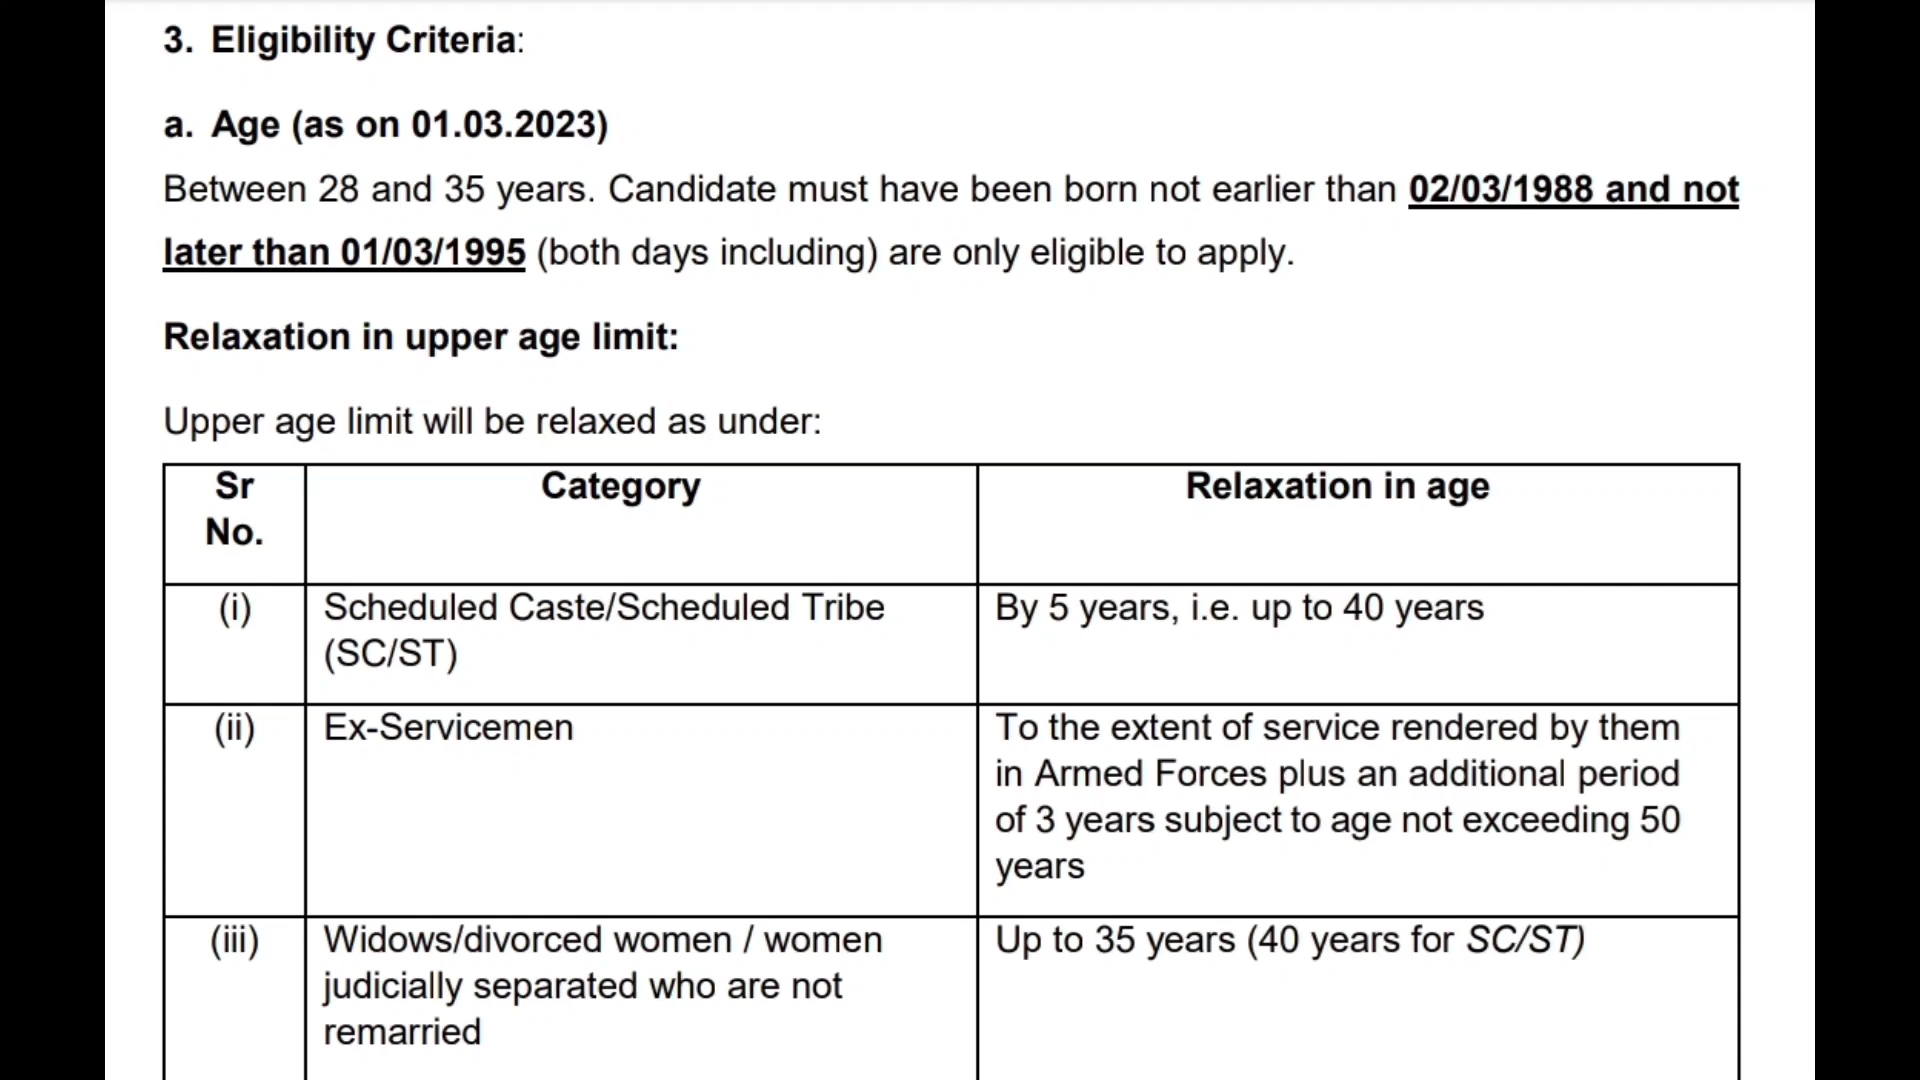 3. Eligibility Criteria:
a. Age (as on 01.03.2023)
Between 28 and 35 years. Candidate must have been born not earlier than 02/03/1988 and not
later than 01/03/1995 (both days including) are only eligible to apply.
Relaxation in upper age limit:
Upper age limit will be relaxed as under:
Sr
No.
Category
Relaxation in age
(i)
Scheduled Caste/Scheduled Tribe
(SC/ST)
By 5 years, i.e. up to 40 years
(ii)
Ex-Servicemen
To the extent of service rendered by them
in Armed Forces plus an additional period
of 3 years subject to age not exceeding 50
years
(iii)
Widows/divorced women / women
judicially separated who are not
remarried
Up to 35 years (40 years for SC/ST)